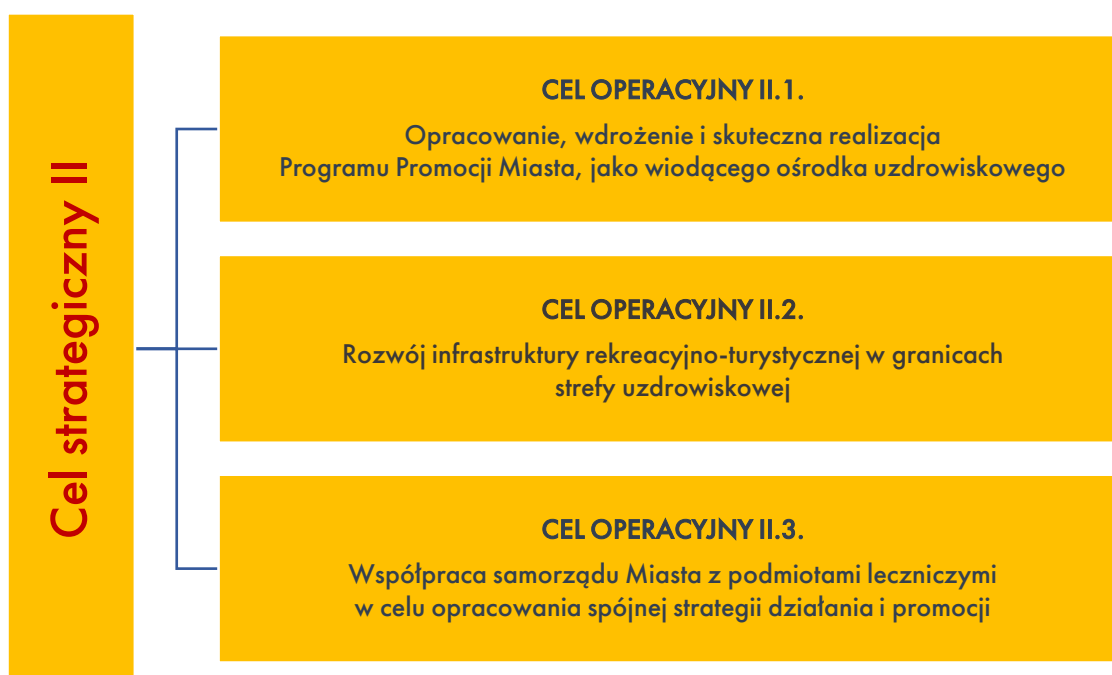 Cel strategiczny II
CEL OPERACYJNY II.1.
Opracowanie, wdrożenie i skuteczna realizacja
Programu Promocji Miasta, jako wiodącego ośrodka uzdrowiskowego
CEL OPERACYJNY II.2.
Rozwój infrastruktury rekreacyjno-turystycznej w granicach
strefy uzdrowiskowej
CEL OPERACYJNY II.3.
Współpraca samorządu Miasta z podmiotami leczniczymi
w celu opracowania spójnej strategii działania i promocji